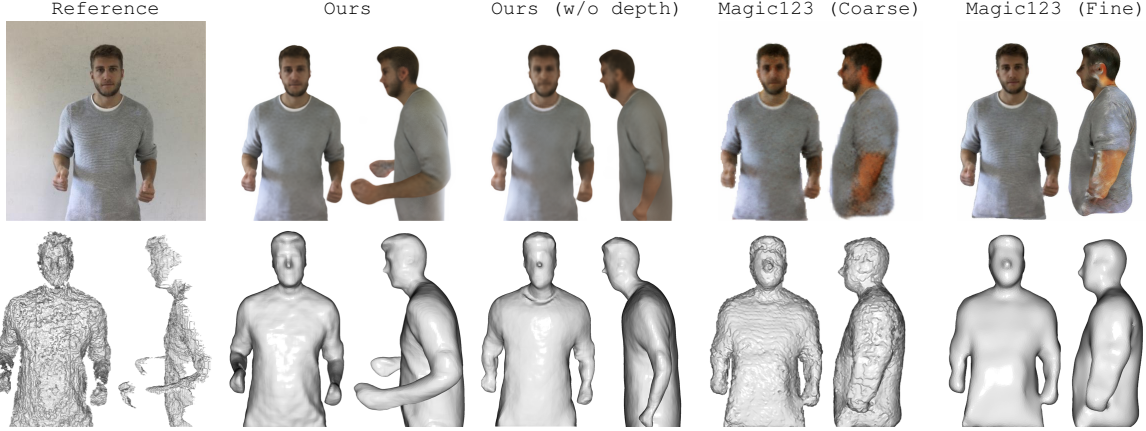 Reference
Ours
Ours (w/o depth)
Magic123 (Coarse)
Magic123 (Fine)